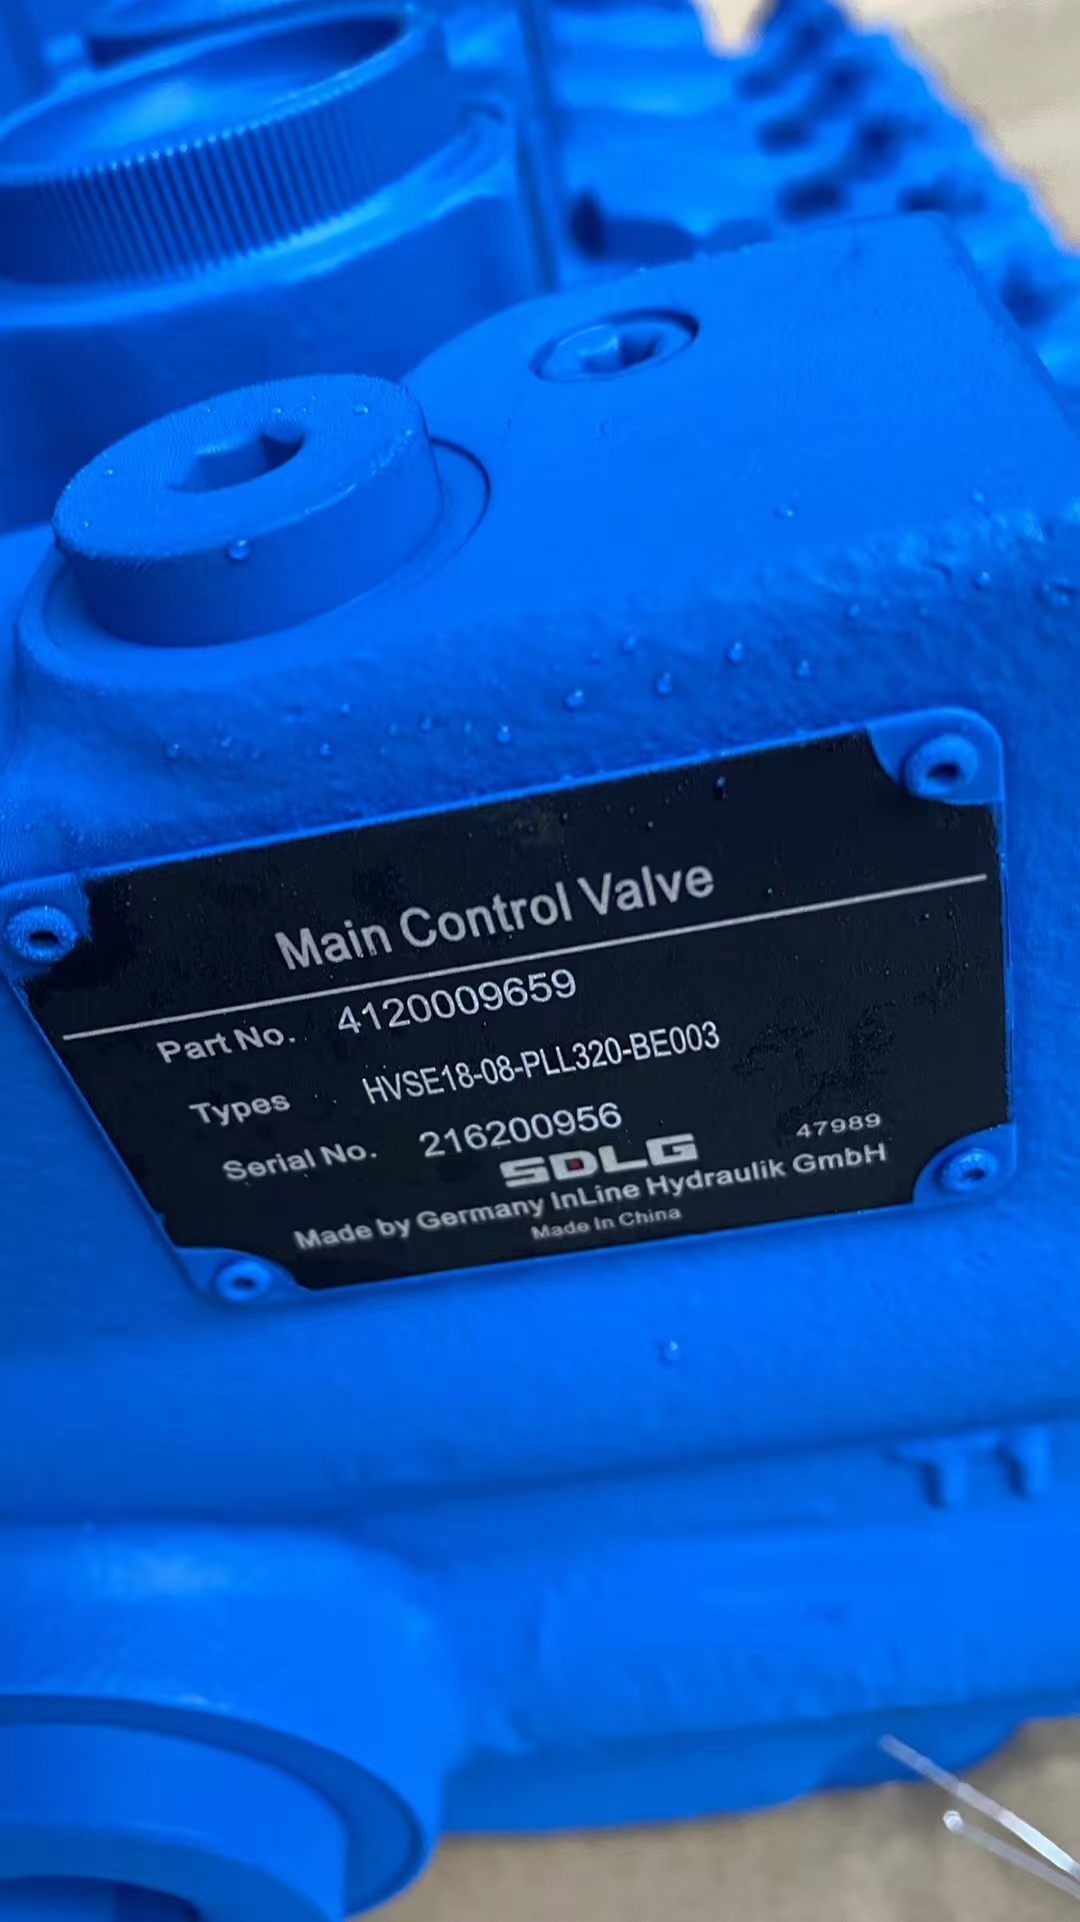 Main Control Valve
Part No. 4120009659
Types HVSE18-08-PLL320-BE003
Serial No. 216200956
SDLG 47989
Made by Germany InLine Hydraulik GmbH
Made In China